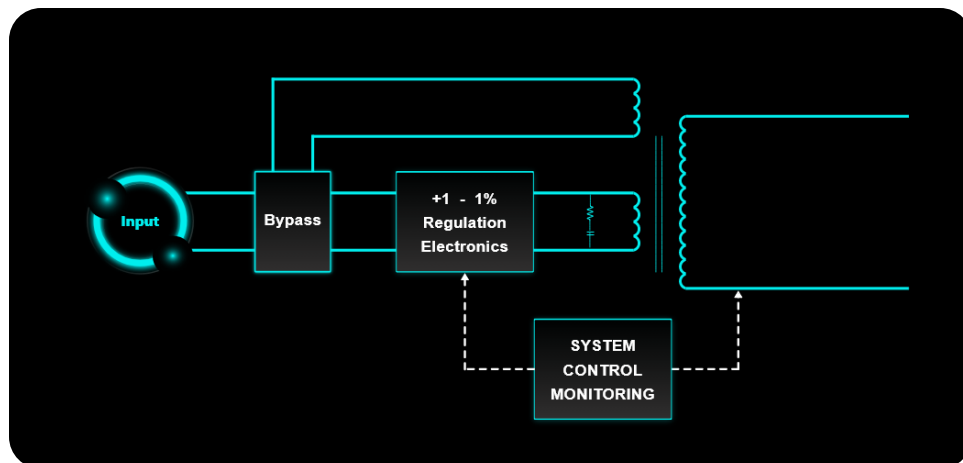 Input
Bypass
+1 - 1%
Regulation
Electronics
SYSTEM
CONTROL
MONITORING